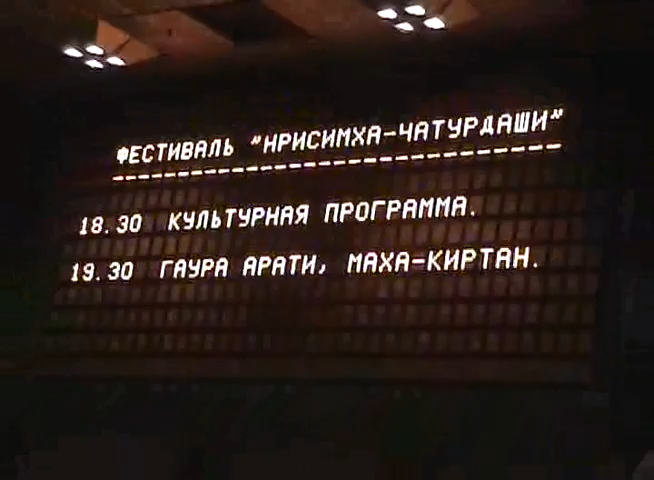 ФЕСТИВАЛЬ "НРИСИМХА-ЧАТУРДАШИ"
18.30 КУЛЬТУРНАЯ ПРОГРАММА.
19.30 ГАУРА АРАТИ, МАХА-КИРТАН.